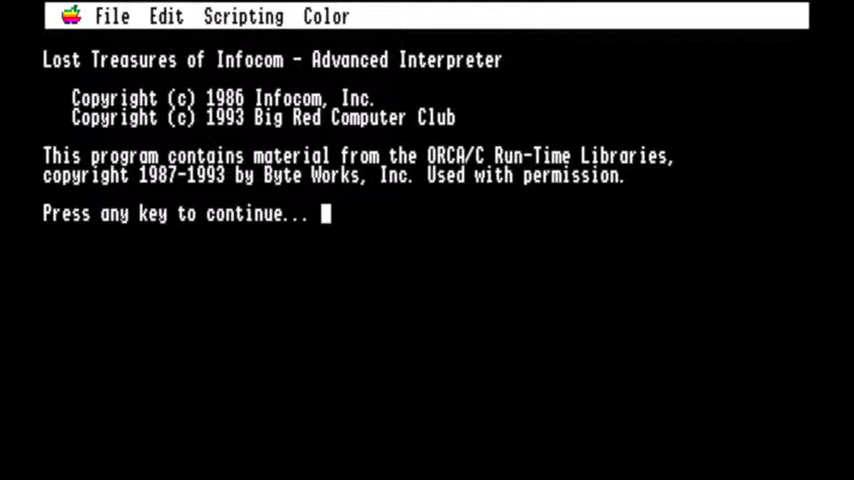 File Edit Scripting Color
Lost Treasures of Infocom - Advanced Interpreter
Copyright (c) 1986 Infocom, Inc.
Copyright (c) 1993 Big Red Computer Club
This program contains material from the ORCA/C Run-Time Libraries,
copyright 1987-1993 by Byte Works, Inc. Used with permission.
Press any key to continue...